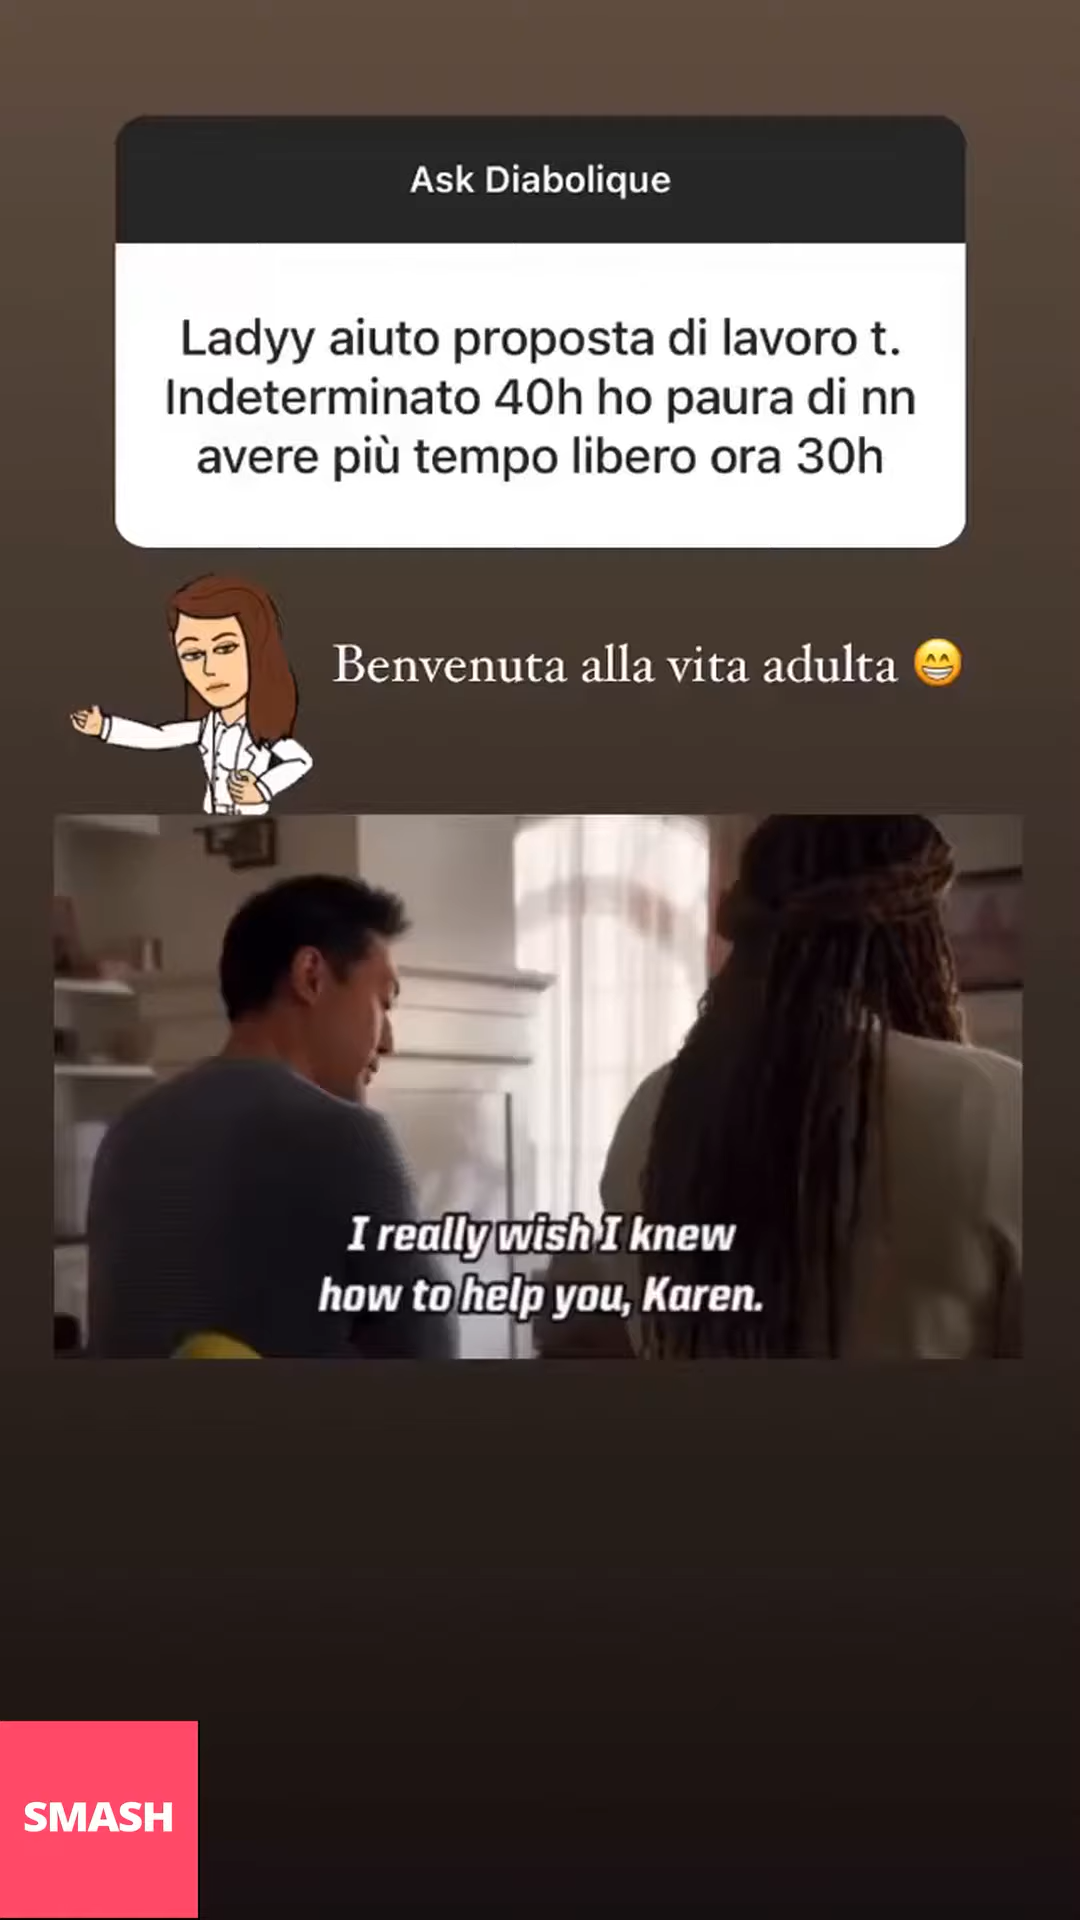 Ask Diabolique
Ladyy aiuto proposta di lavoro t.
Indeterminato 40h ho paura di nn
avere più tempo libero ora 30h
Benvenuta alla vita adulta 😁
I really wish I knew
how to help you, Karen.
SMASH